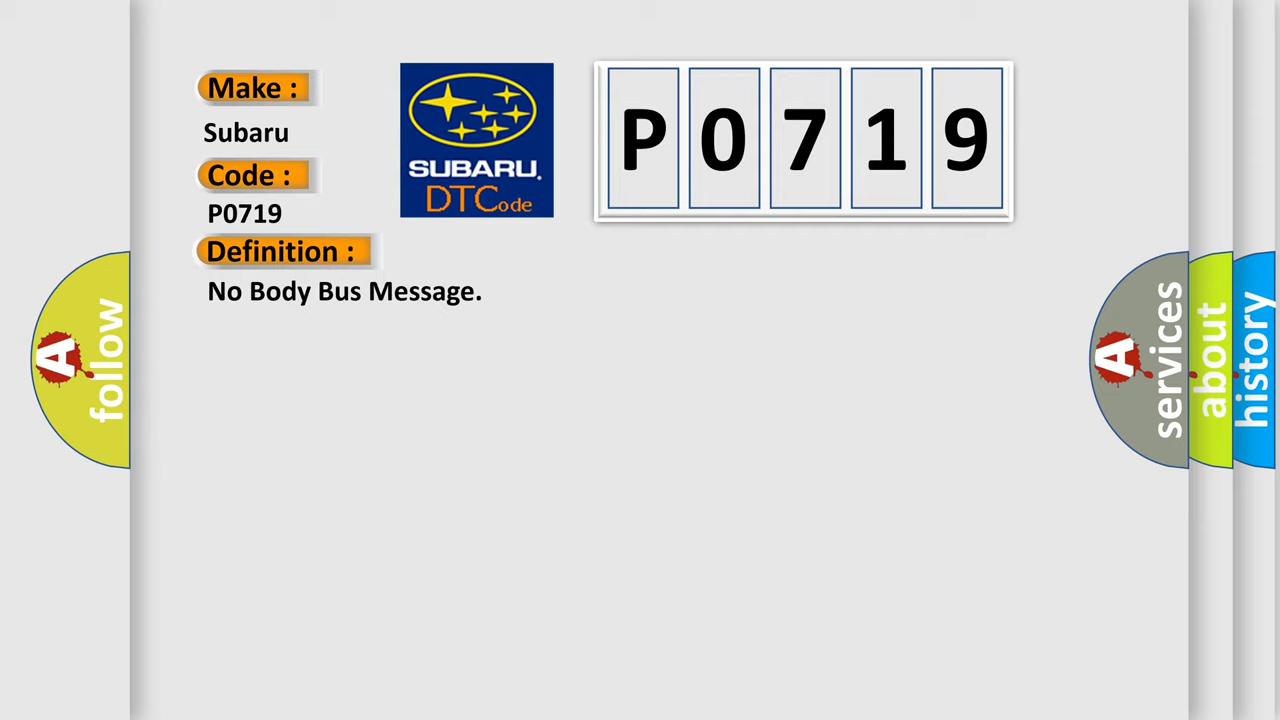 Make :
Subaru
Code :
P0719
Definition :
No Body Bus Message.
SUBARU.
DTCode
P0719
A
follow
A
services
about
history